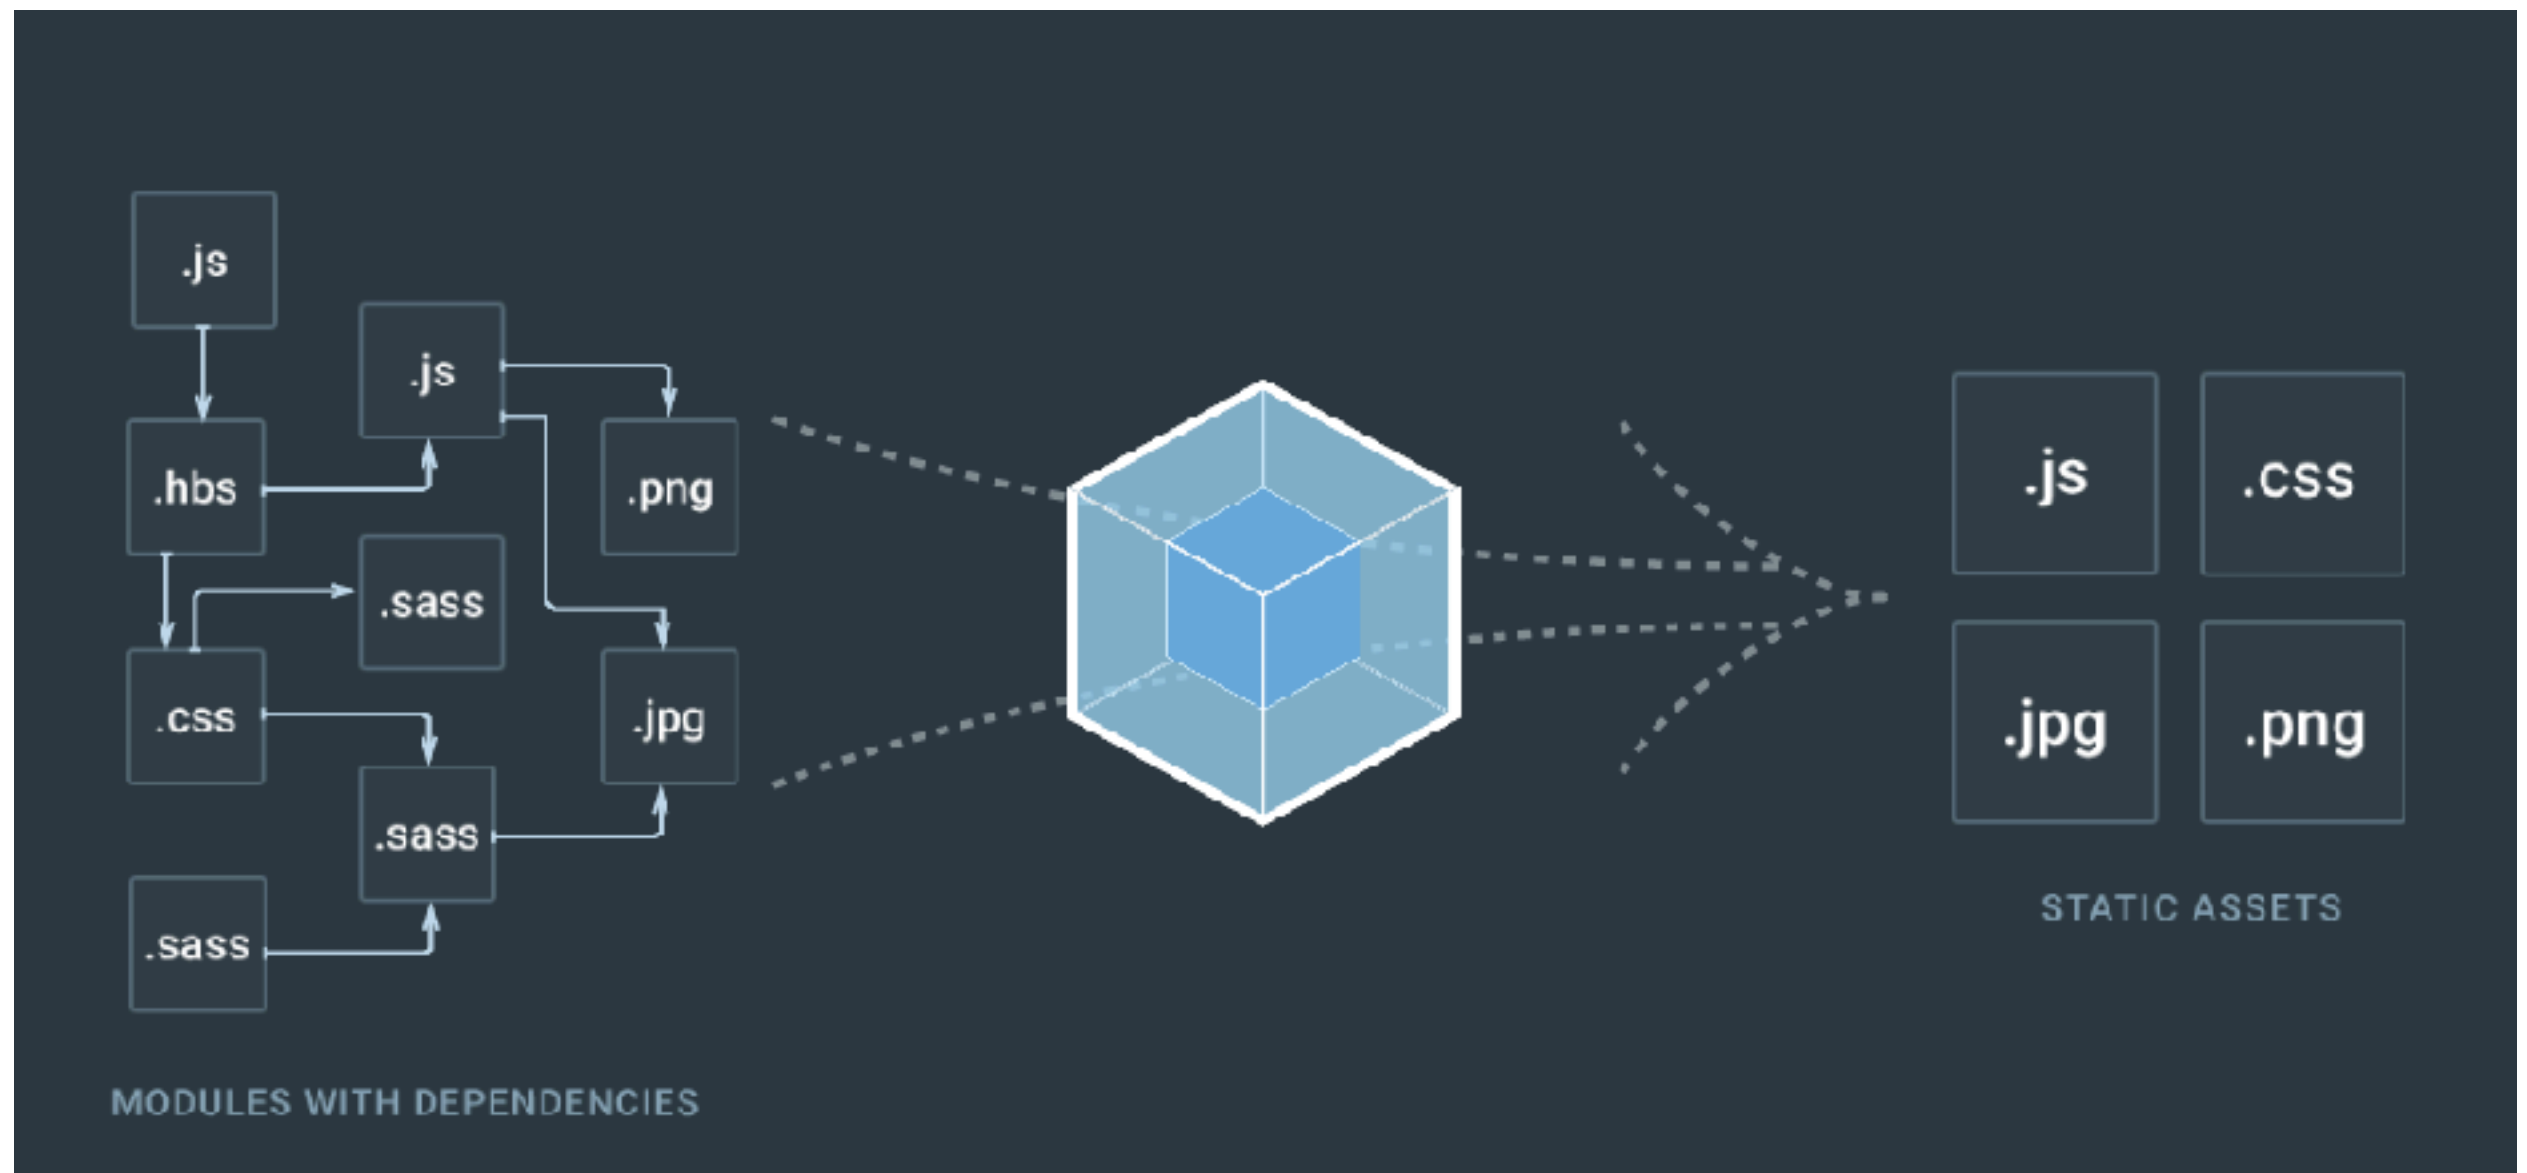 .js
.js
.hbs
.png
.sass
.css
.jpg
.sass
.sass
MODULES WITH DEPENDENCIES
.js
.css
.jpg
.png
STATIC ASSETS